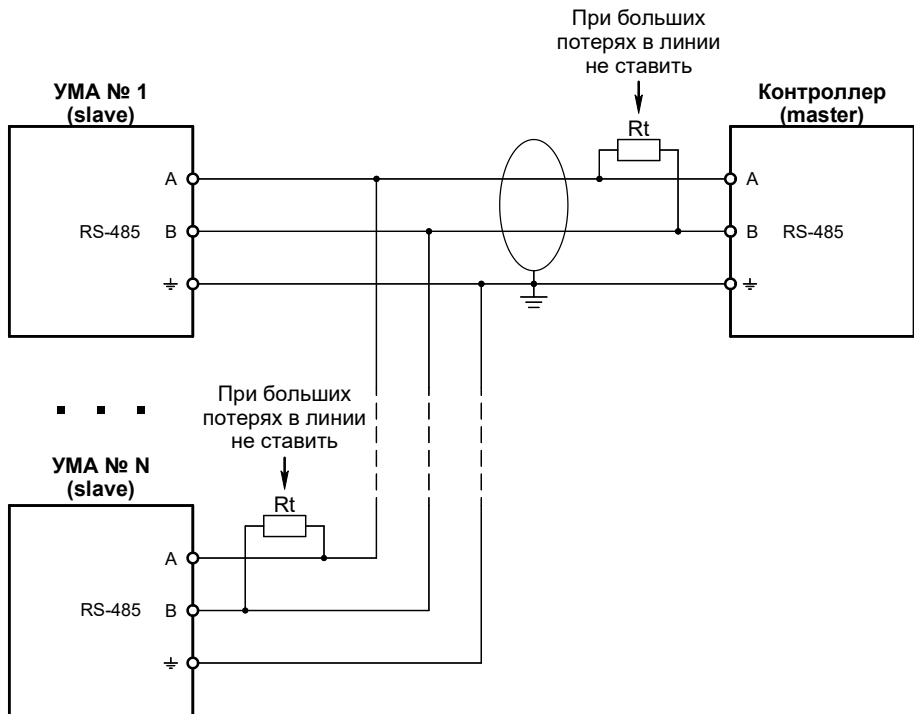 При больших
потерях в линии
не ставить
УМА № 1
(slave)
Контроллер
(master)
Rt
A
A
RS-485
B
B
RS-485
При больших
потерях в линии
не ставить
УМА № N
(slave)
Rt
A
RS-485
B